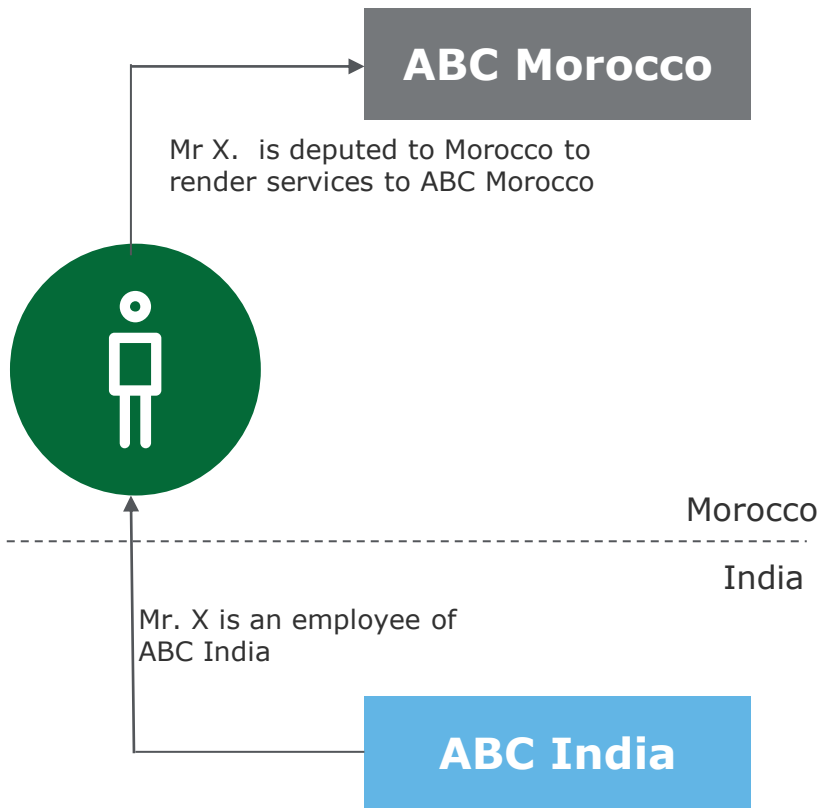 ABC Morocco
Mr X.  is deputed to Morocco to
render services to ABC Morocco
Morocco
India
Mr. X is an employee of
ABC India
ABC India